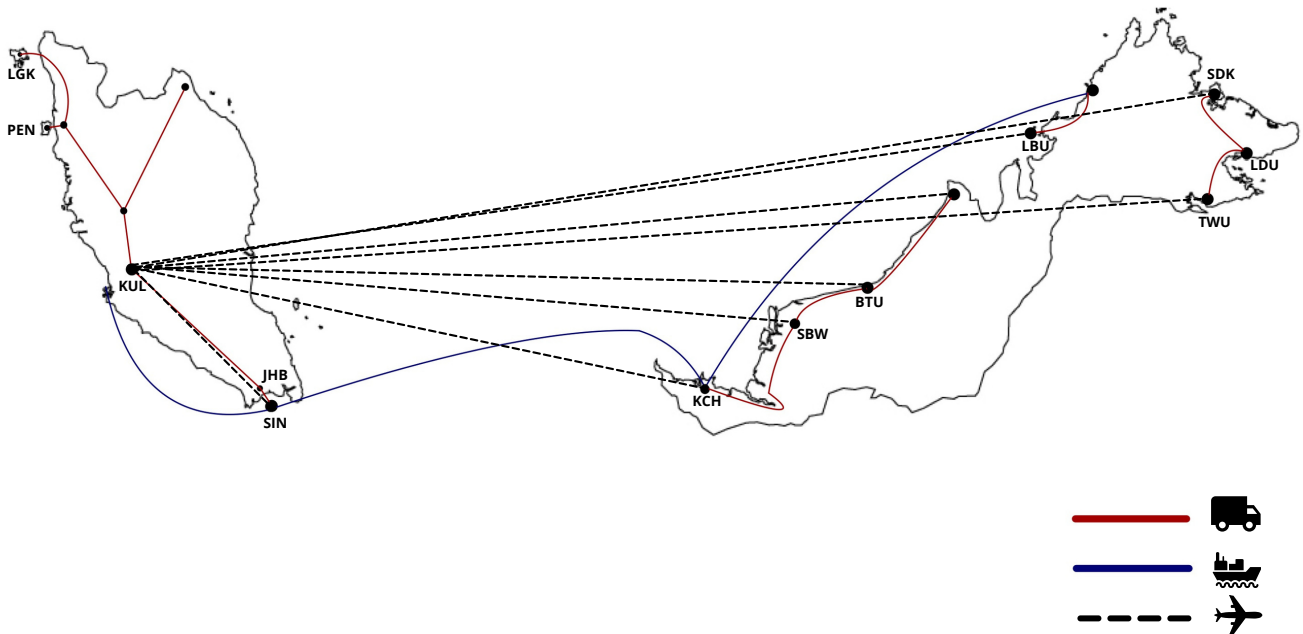 LGK
SDK
PEN
LBU
LDU
TWU
KUL
BTU
SBW
JHB
KCH
SIN